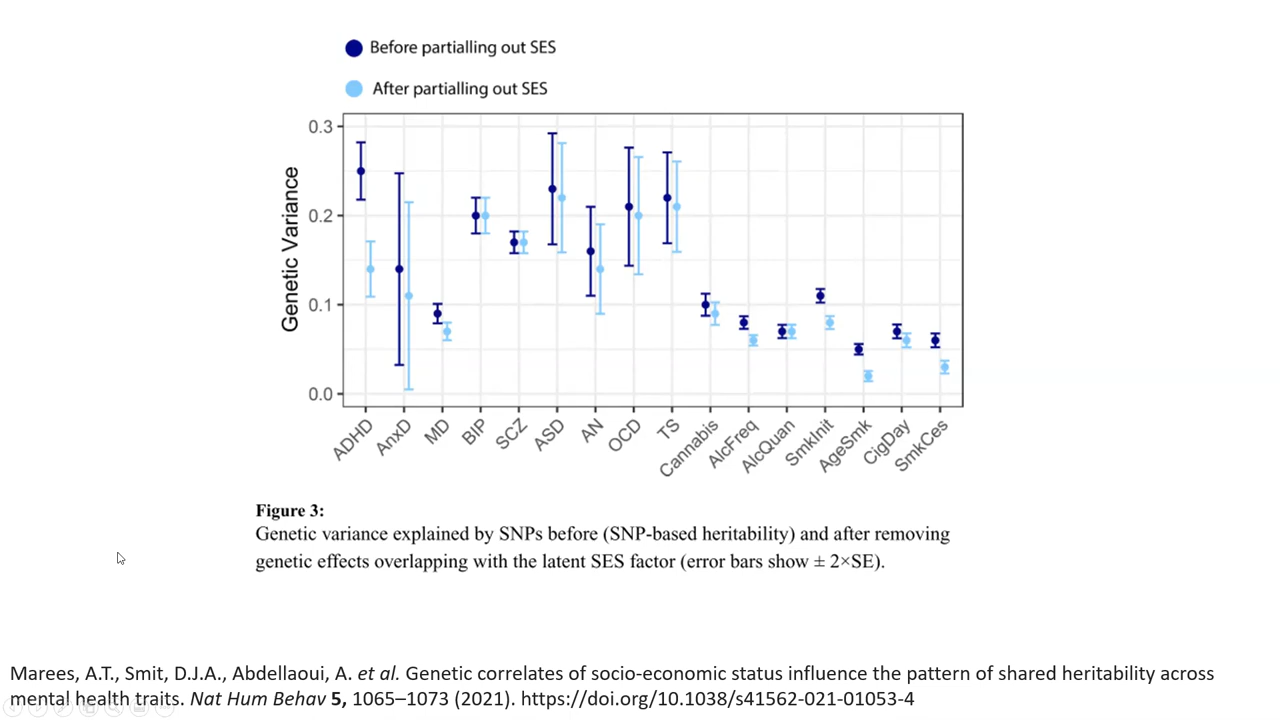 Before partialling out SES
After partialling out SES
Genetic Variance
0.3
0.2
0.1
0.0
ADHD
AnxD
MD
BIP
SCZ
ASD
AN
OCD
TS
Cannabis
AlcFreq
AlcQuan
SmkInit
AgeSmk
CigDay
SmkCes
Figure 3:
Genetic variance explained by SNPs before (SNP-based heritability) and after removing
genetic effects overlapping with the latent SES factor (error bars show ± 2×SE).
Marees, A.T., Smit, D.J.A., Abdellaoui, A. et al. Genetic correlates of socio-economic status influence the pattern of shared heritability across
mental health traits. Nat Hum Behav 5, 1065–1073 (2021). https://doi.org/10.1038/s41562-021-01053-4